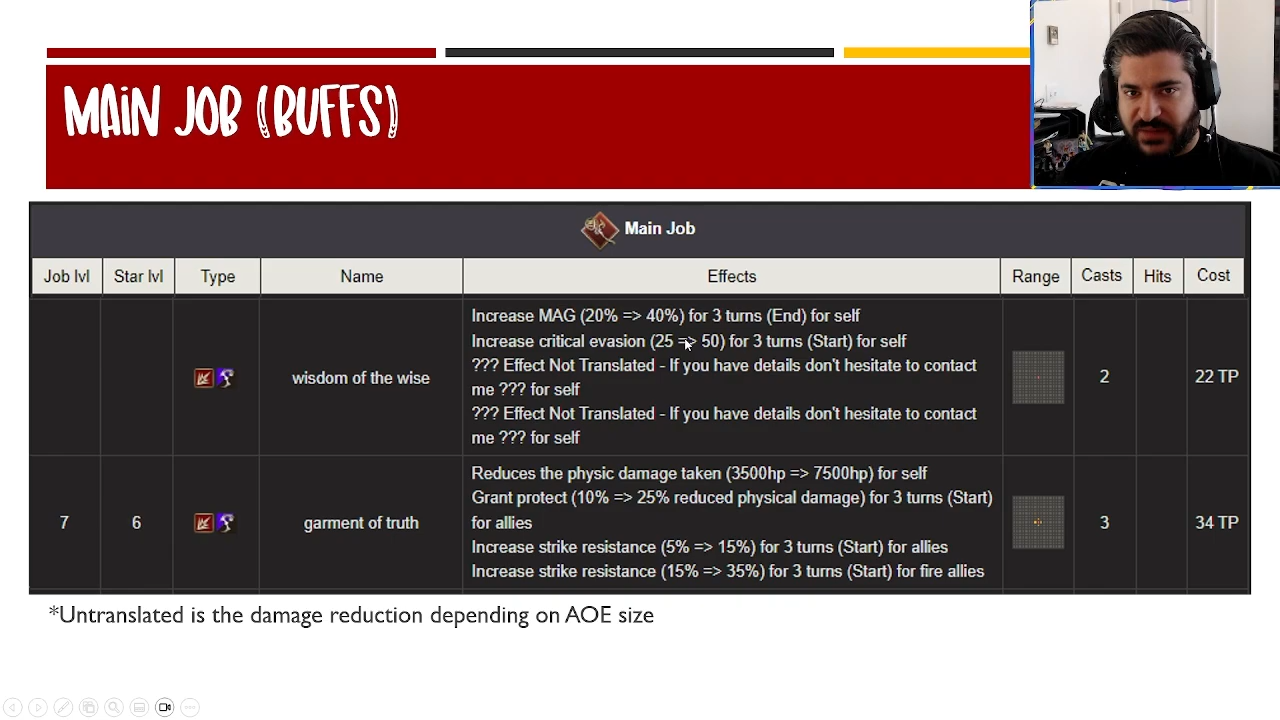 MAIN JOB (BUFFS)
Main Job
Job lvl Star lvl Type Name Effects Range Casts Hits Cost
Increase MAG (20% => 40%) for 3 turns (End) for self
Increase critical evasion (25 => 50) for 3 turns (Start) for self
??? Effect Not Translated - If you have details don't hesitate to contact
me ??? for self
??? Effect Not Translated - If you have details don't hesitate to contact
me ??? for self
wisdom of the wise
2
22 TP
Reduces the physic damage taken (3500hp => 7500hp) for self
Grant protect (10% => 25% reduced physical damage) for 3 turns (Start)
for allies
Increase strike resistance (5% => 15%) for 3 turns (Start) for allies
Increase strike resistance (15% => 35%) for 3 turns (Start) for fire allies
7
6
garment of truth
3
34 TP
*Untranslated is the damage reduction depending on AOE size